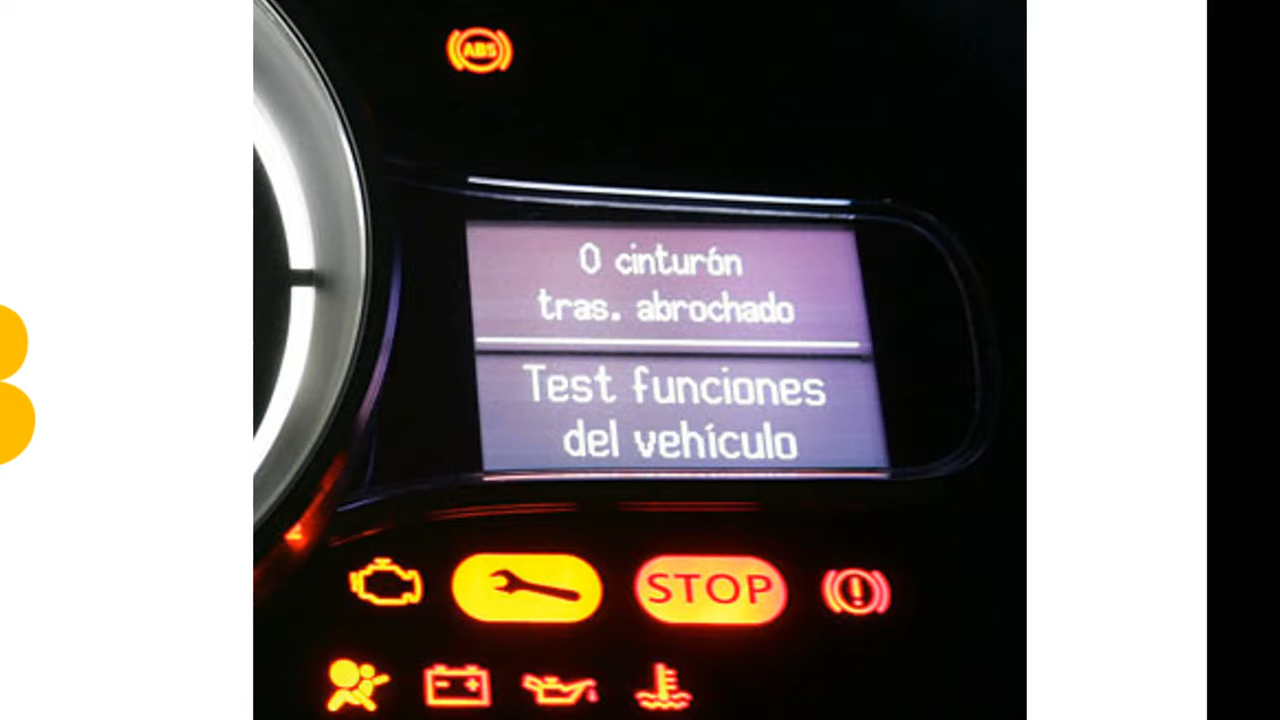 ABS
0 cinturón
tras. abrochado
Test funciones
del vehículo
STOP